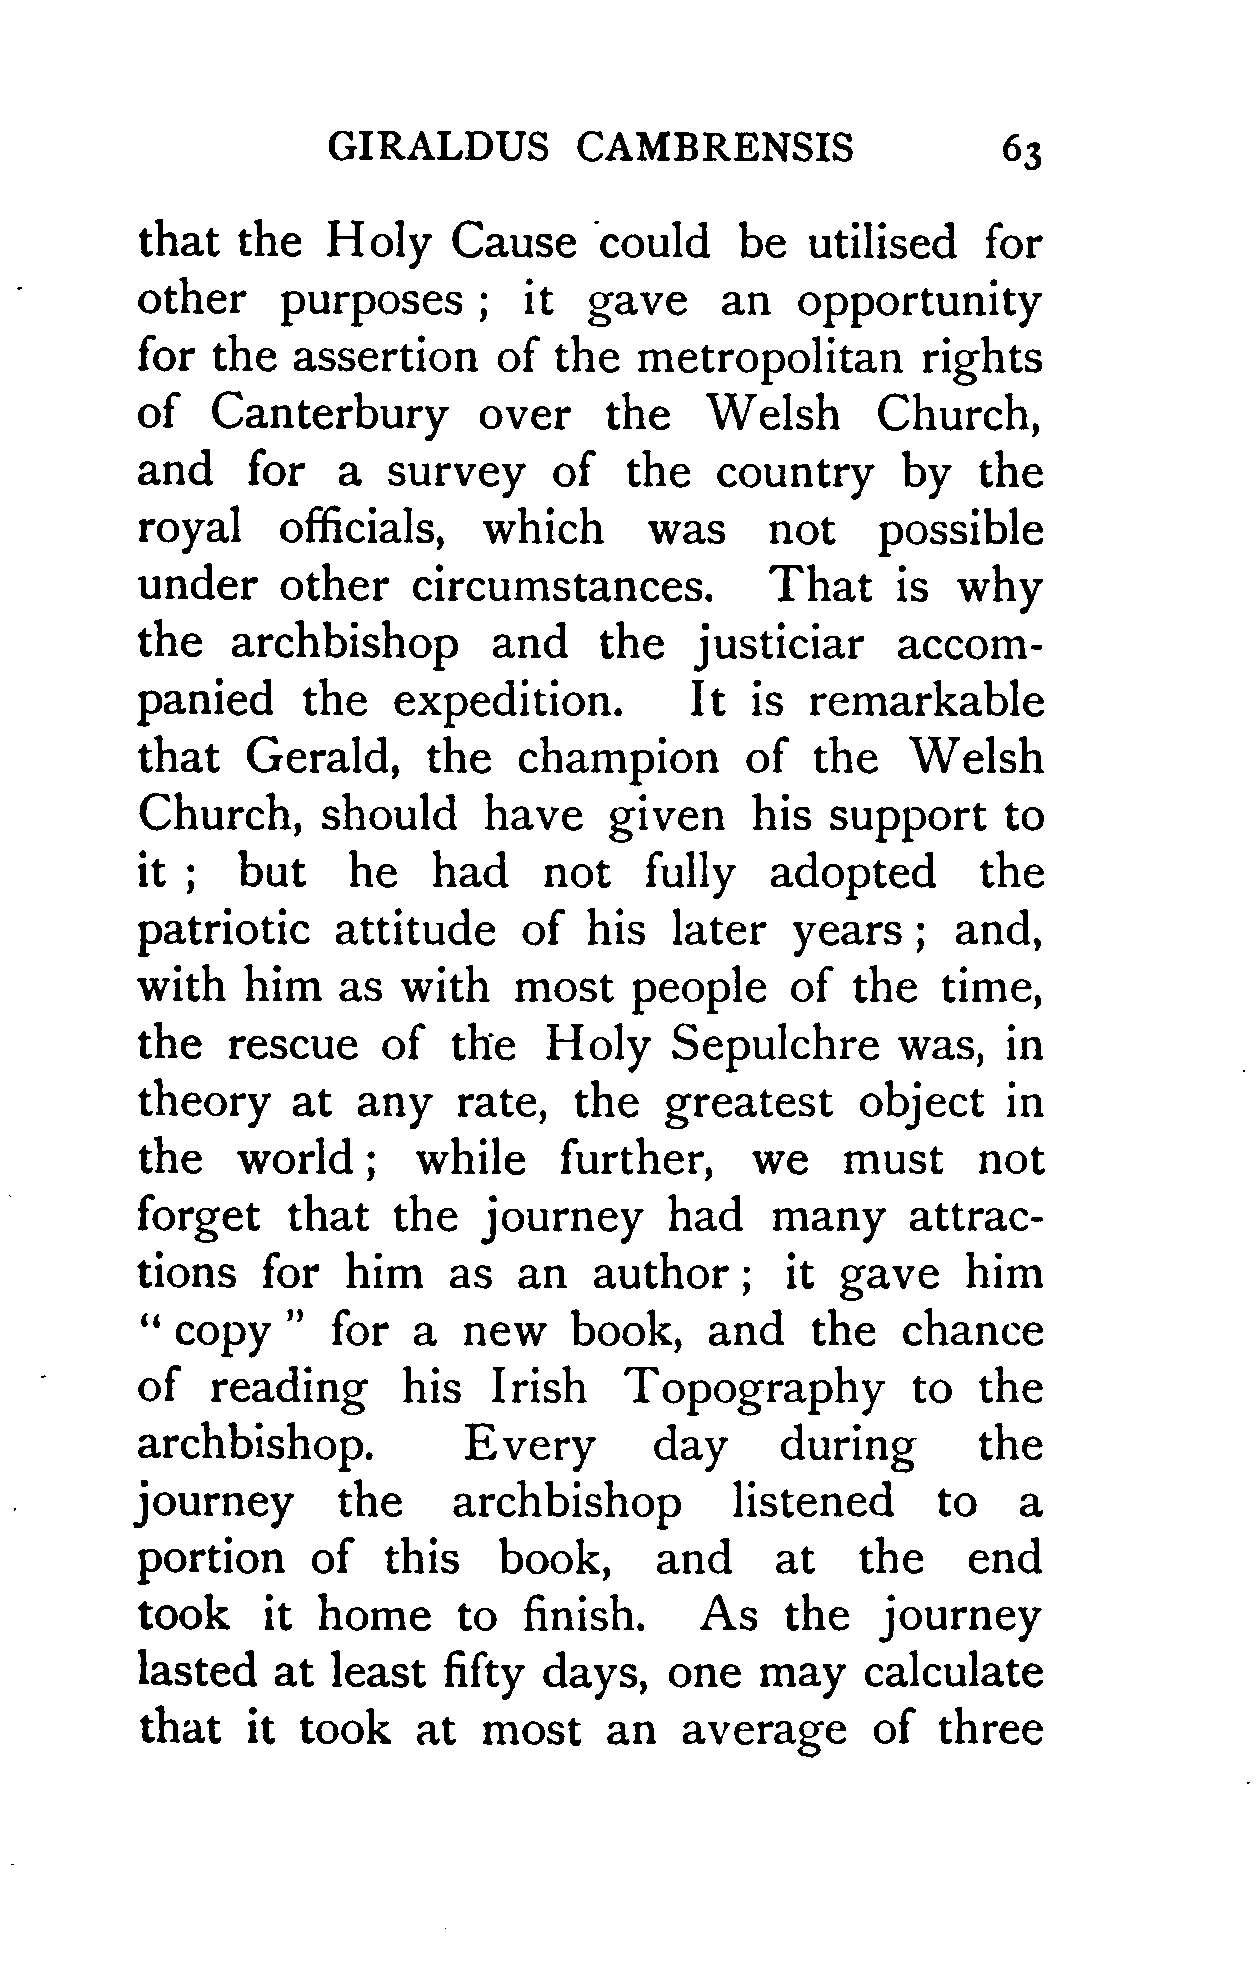 GIRALDUS CAMBRENSIS 63
that the Holy Cause could be utilised for
other purposes ; it gave an opportunity
for the assertion of the metropolitan rights
of Canterbury over the Welsh Church,
and for a survey of the country by the
royal officials, which was not possible
under other circumstances. That is why
the archbishop and the justiciar accom-
panied the expedition. It is remarkable
that Gerald, the champion of the Welsh
Church, should have given his support to
it ; but he had not fully adopted the
patriotic attitude of his later years ; and,
with him as with most people of the time,
the rescue of the Holy Sepulchre was, in
theory at any rate, the greatest object in
the world ; while further, we must not
forget that the journey had many attrac-
tions for him as an author ; it gave him
“ copy ” for a new book, and the chance
of reading his Irish Topography to the
archbishop. Every day during the
journey the archbishop listened to a
portion of this book, and at the end
took it home to finish. As the journey
lasted at least fifty days, one may calculate
that it took at most an average of three